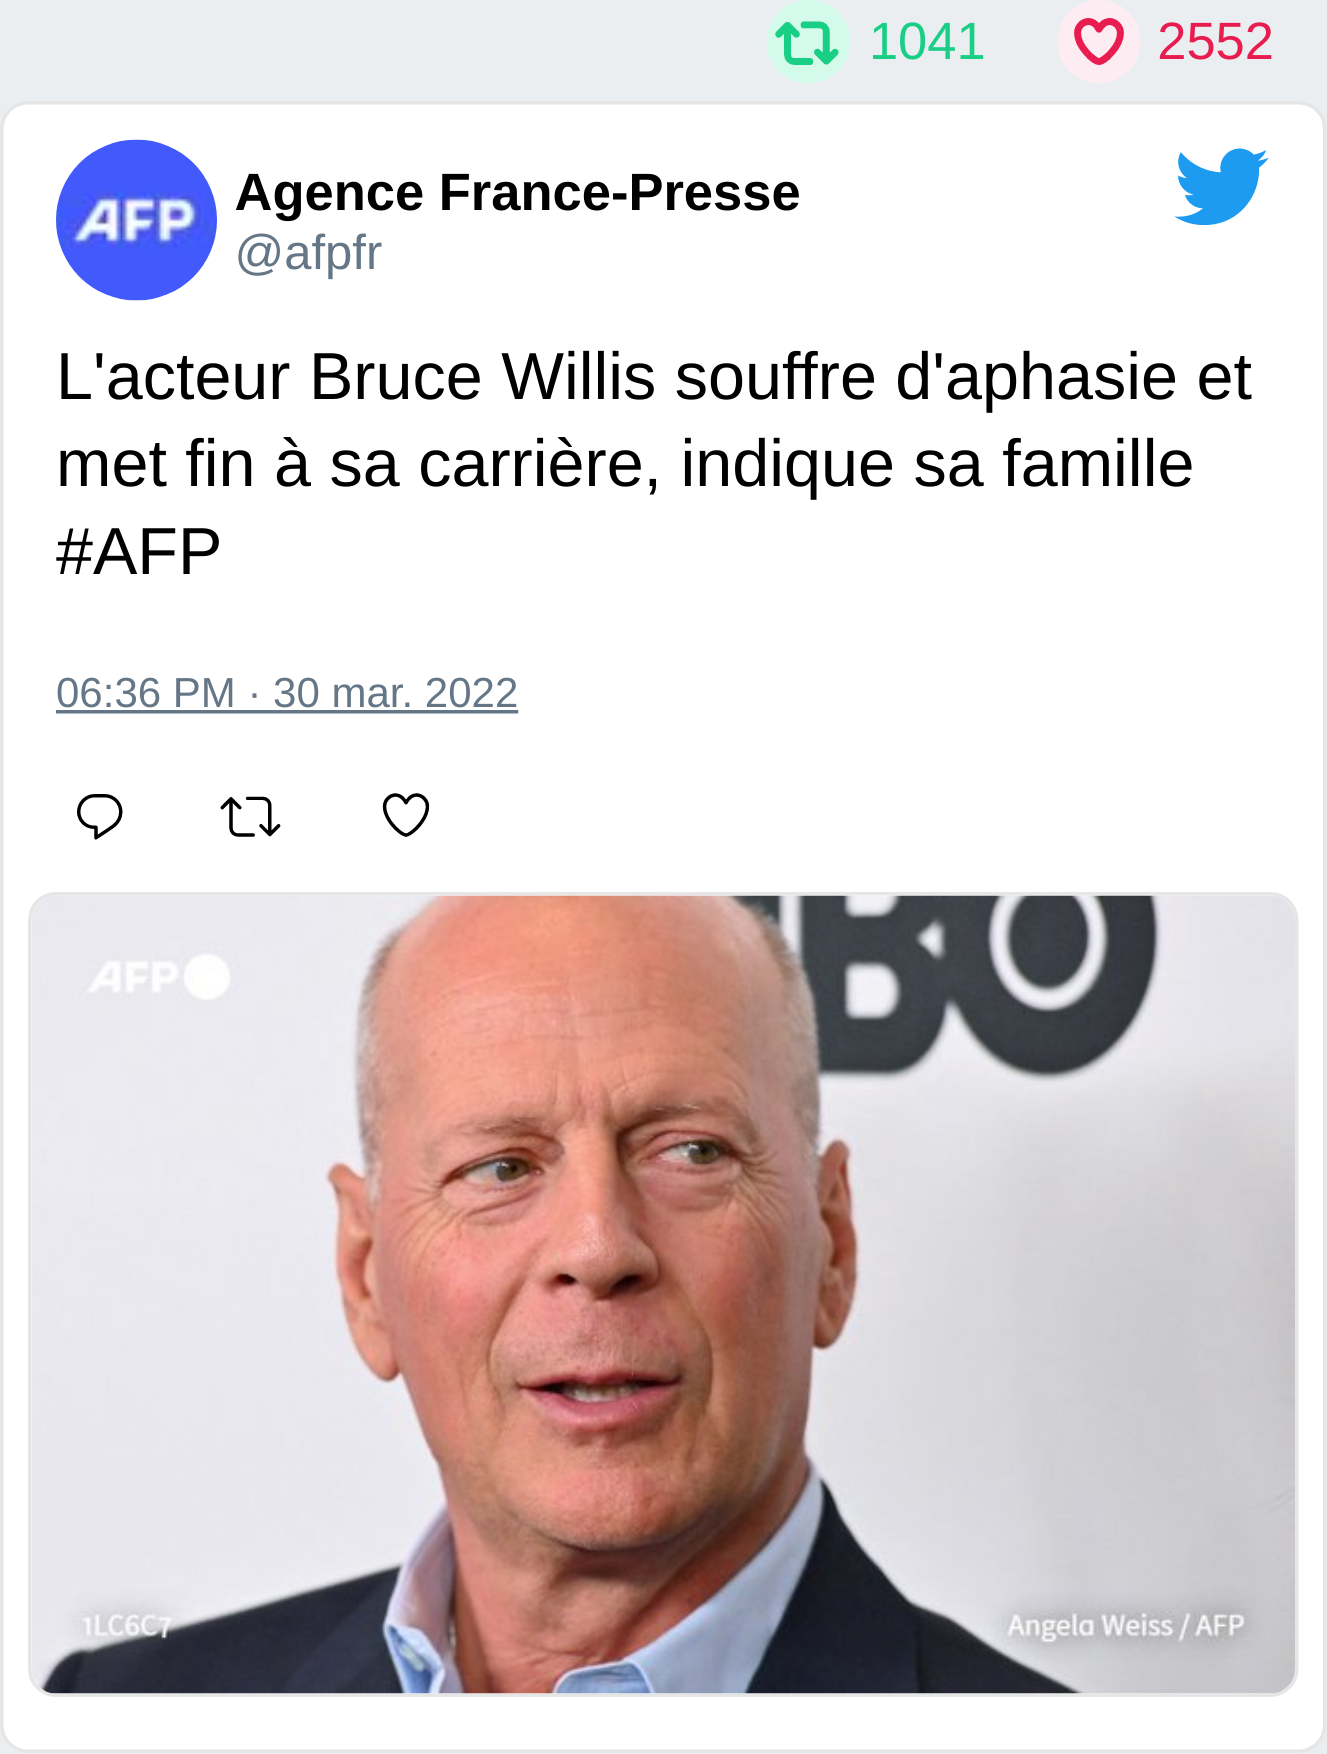 1041 2552
AFP
Agence France-Presse
@afpfr
L'acteur Bruce Willis souffre d'aphasie et
met fin à sa carrière, indique sa famille
#AFP
06:36 PM · 30 mar. 2022
BO
AFP
1LC6C7
Angela Weiss / AFP